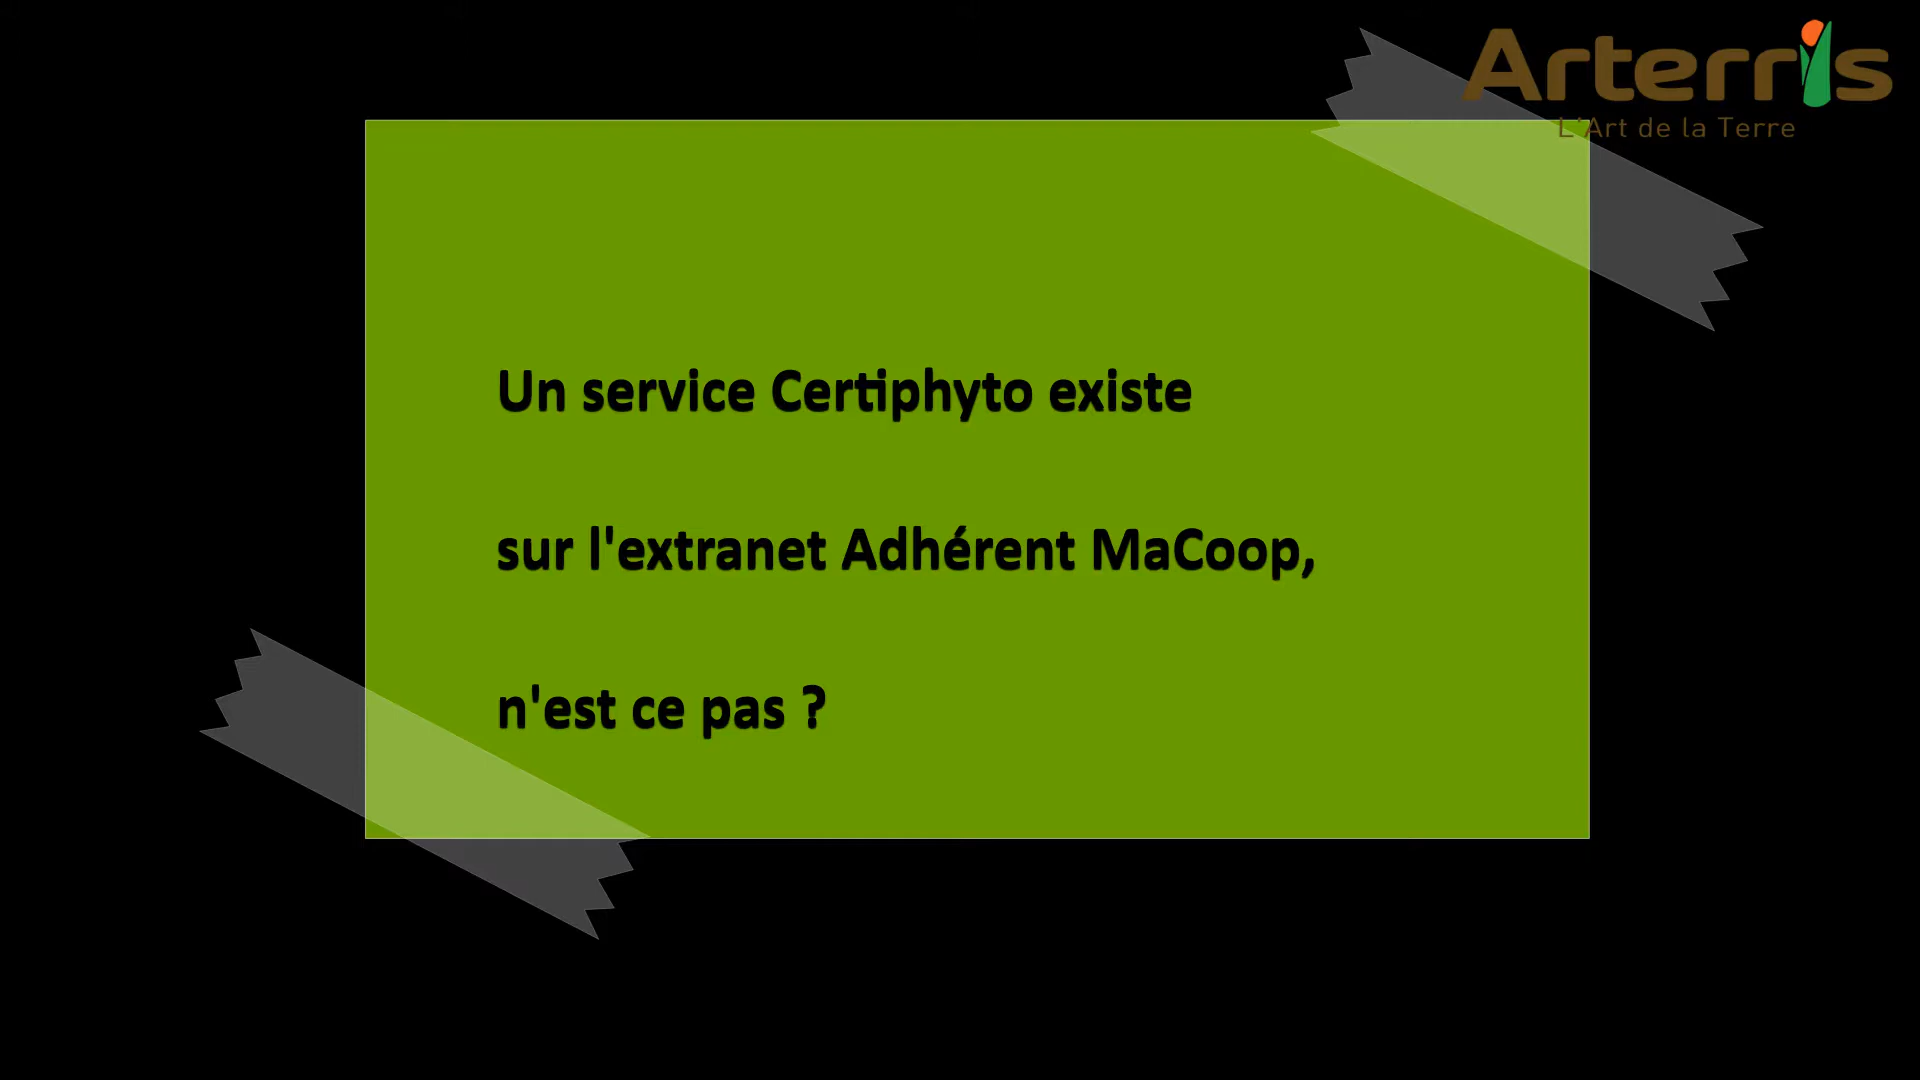 Arterris
L'Art de la Terre
Un service Certiphyto existe
sur l'extranet Adhérent MaCoop,
n'est ce pas ?